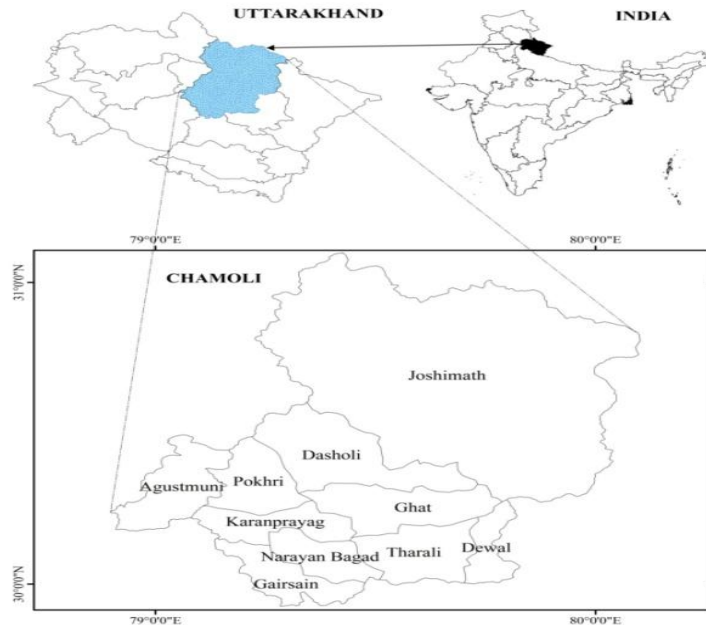 UTTARAKHAND
INDIA
79°0'0"E
80°0'0"E
31°0'0"N
CHAMOLI
Joshimath
Dasholi
Pokhri
Agustmuni
Ghat
Karanprayag
Narayan Bagad
Tharali
Dewal
Gairsain
30°0'0"N
79°0'0"E
80°0'0"E